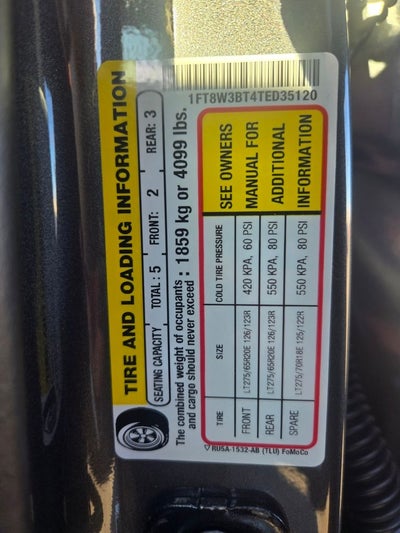 1FT8W3BT4TED35120
TIRE AND LOADING INFORMATION
SEATING CAPACITY TOTAL : 5 FRONT: 2 REAR: 3
The combined weight of occupants : 1859 kg or 4099 lbs.
and cargo should never exceed
TIRE SIZE COLD TIRE PRESSURE SEE OWNERS
FRONT LT275/65R20E 126/123R 420 KPA, 60 PSI MANUAL FOR
REAR LT275/65R20E 126/123R 550 KPA, 80 PSI ADDITIONAL
SPARE LT275/70R18E 125/122R 550 KPA, 80 PSI INFORMATION
RU5A-1532-AB (TLU) FoMoCo